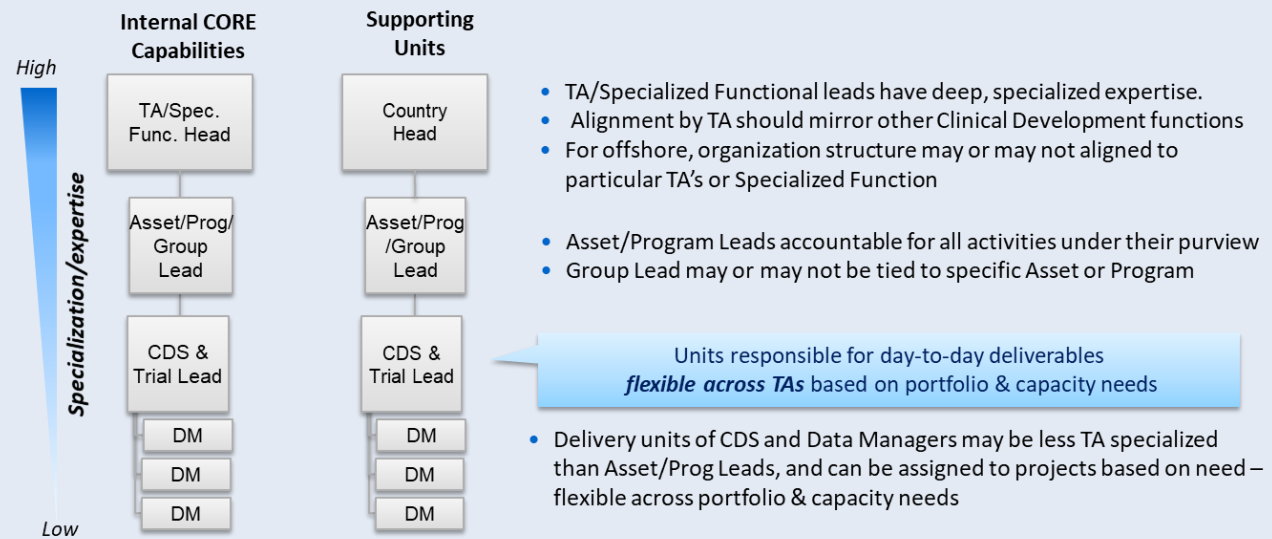 Internal CORE
Capabilities
Supporting
Units
High
Specialization/expertise
Low
TA/Spec.
Func. Head
Asset/Prog/
Group
Lead
CDS &
Trial Lead
DM
DM
DM
Country
Head
Asset/Prog
/Group
Lead
CDS &
Trial Lead
DM
DM
DM
• TA/Specialized Functional leads have deep, specialized expertise.
• Alignment by TA should mirror other Clinical Development functions
• For offshore, organization structure may or may not aligned to
particular TA's or Specialized Function
• Asset/Program Leads accountable for all activities under their purview
• Group Lead may or may not be tied to specific Asset or Program
Units responsible for day-to-day deliverables
flexible across TAs based on portfolio & capacity needs
• Delivery units of CDS and Data Managers may be less TA specialized
than Asset/Prog Leads, and can be assigned to projects based on need –
flexible across portfolio & capacity needs